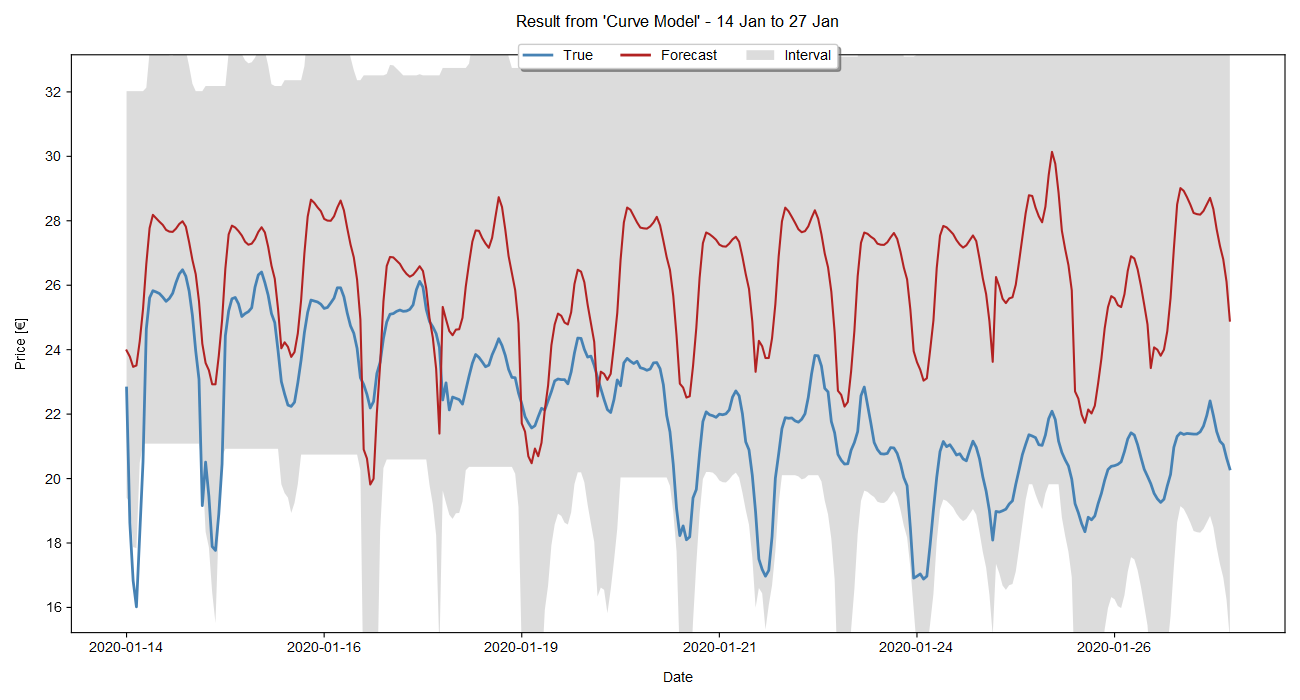 Result from 'Curve Model' - 14 Jan to 27 Jan
True Forecast Interval
32
30
28
26
24
22
20
18
16
Price [€]
2020-01-14 2020-01-16 2020-01-19 2020-01-21 2020-01-24 2020-01-26
Date